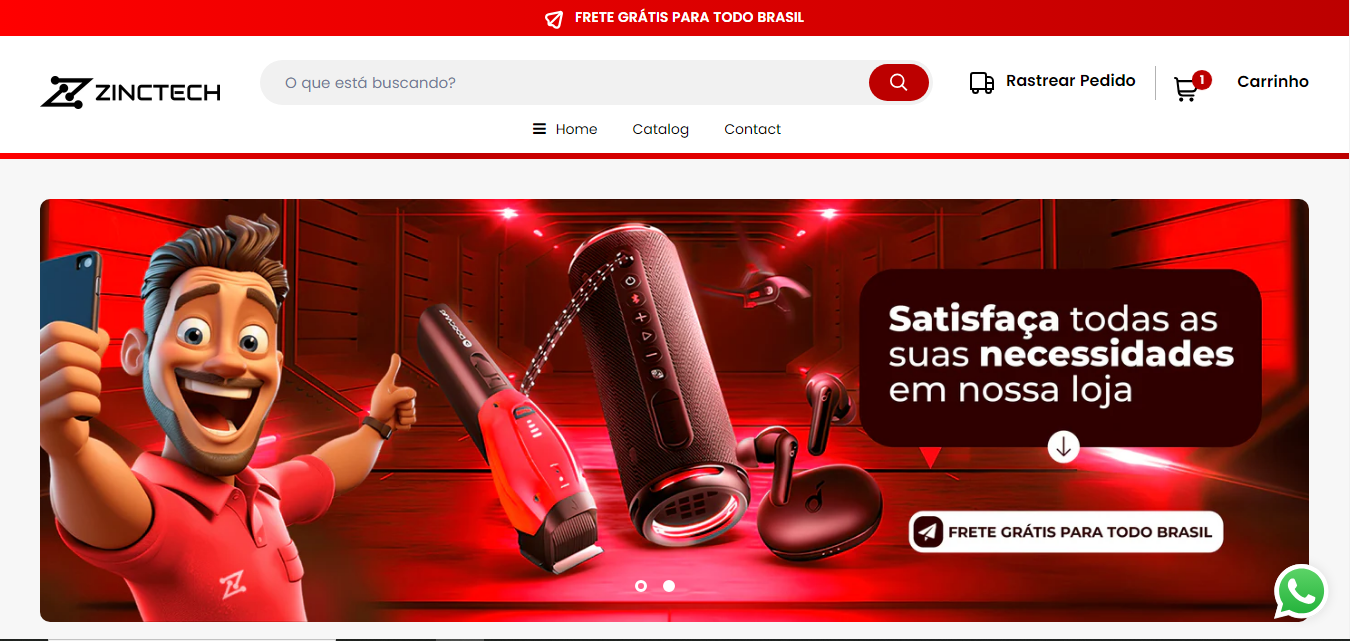 FRETE GRÁTIS PARA TODO BRASIL
ZINCTECH
O que está buscando?
Rastrear Pedido
1
Carrinho
Home
Catalog
Contact
Satisfaça todas as
suas necessidades
em nossa loja
FRETE GRÁTIS PARA TODO BRASIL